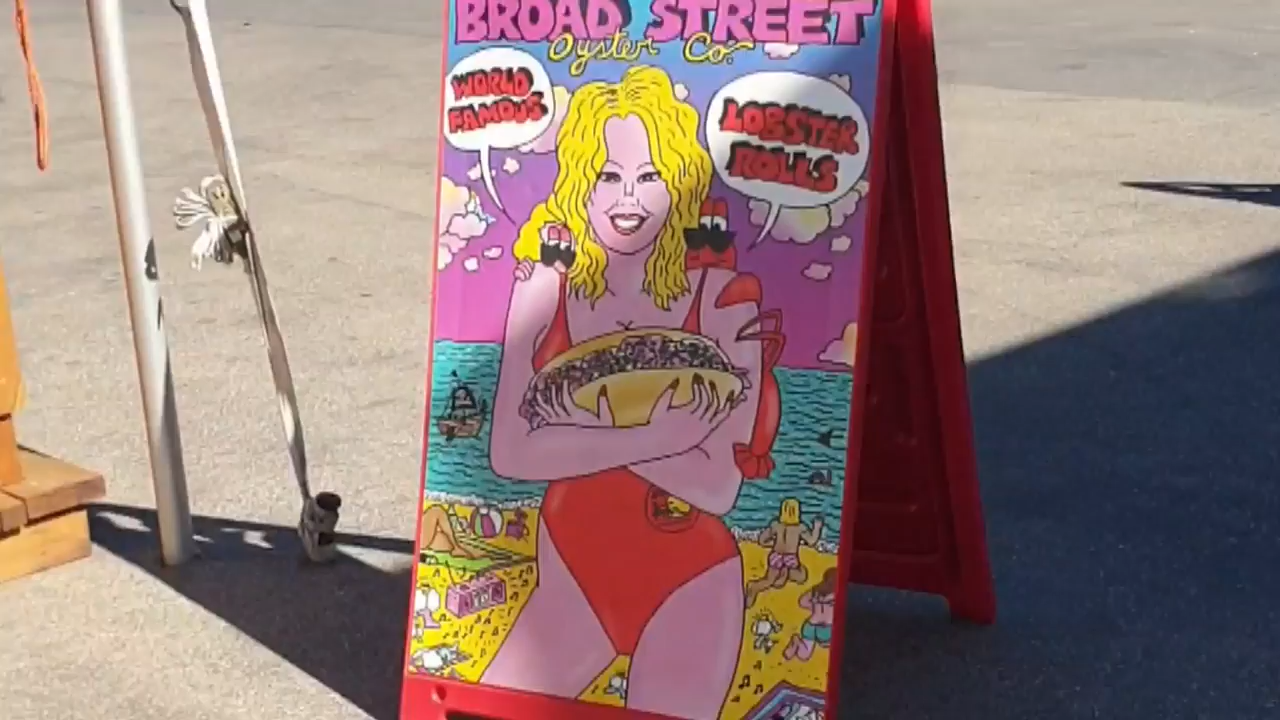 BROAD STREET
Oyster Co.
WORLD
FAMOUS
LOBSTER
ROLLS